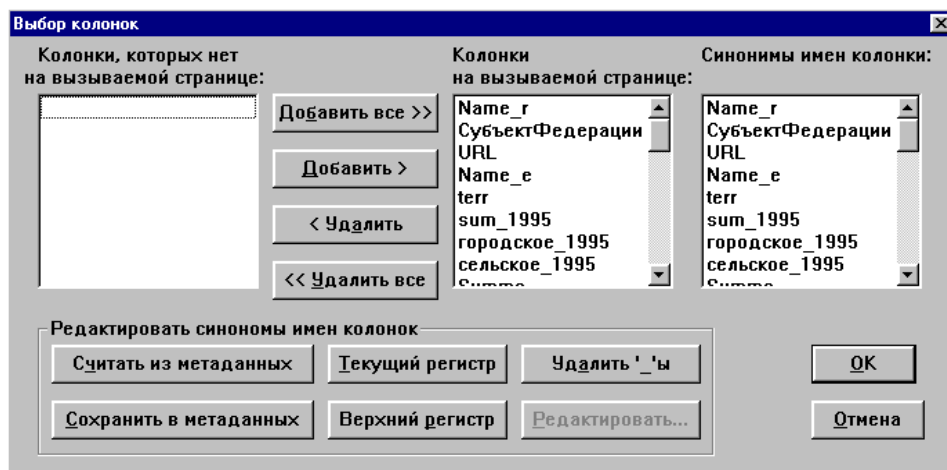 Выбор колонок
Колонки, которых нет
на вызываемой странице:
Добавить все >>
Добавить >
< Удалить
<< Удалить все
Колонки
на вызываемой странице:
Name_r
СубъектФедерации
URL
Name_e
terr
sum_1995
городское_1995
сельское_1995
Синонимы имен колонки:
Name_r
СубъектФедерации
URL
Name_e
terr
sum_1995
городское_1995
сельское_1995
Редактировать синономы имен колонок
Считать из метаданных
Текущий регистр
Удалить '_'ы
OK
Сохранить в метаданных
Верхний регистр
Редактировать...
Отмена